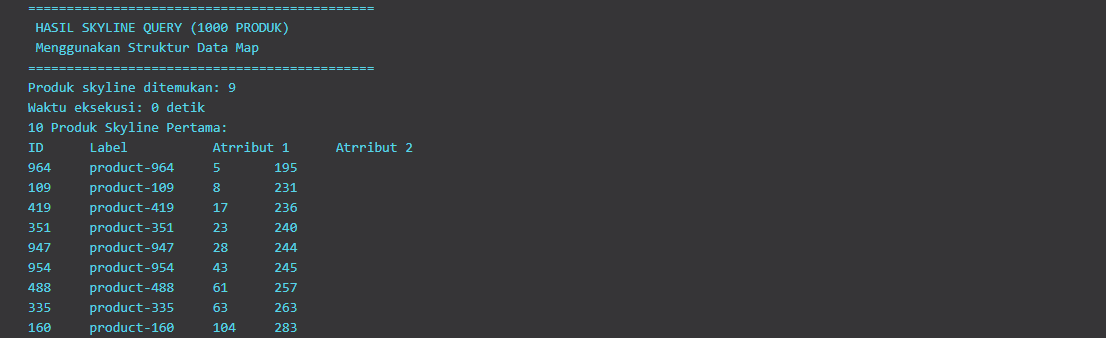 =============================================
HASIL SKYLINE QUERY (1000 PRODUK)
Menggunakan Struktur Data Map
=============================================
Produk skyline ditemukan: 9
Waktu eksekusi: 0 detik
10 Produk Skyline Pertama:
ID Label Atrribut 1 Atrribut 2
964 product-964 5 195
109 product-109 8 231
419 product-419 17 236
351 product-351 23 240
947 product-947 28 244
954 product-954 43 245
488 product-488 61 257
335 product-335 63 263
160 product-160 104 283